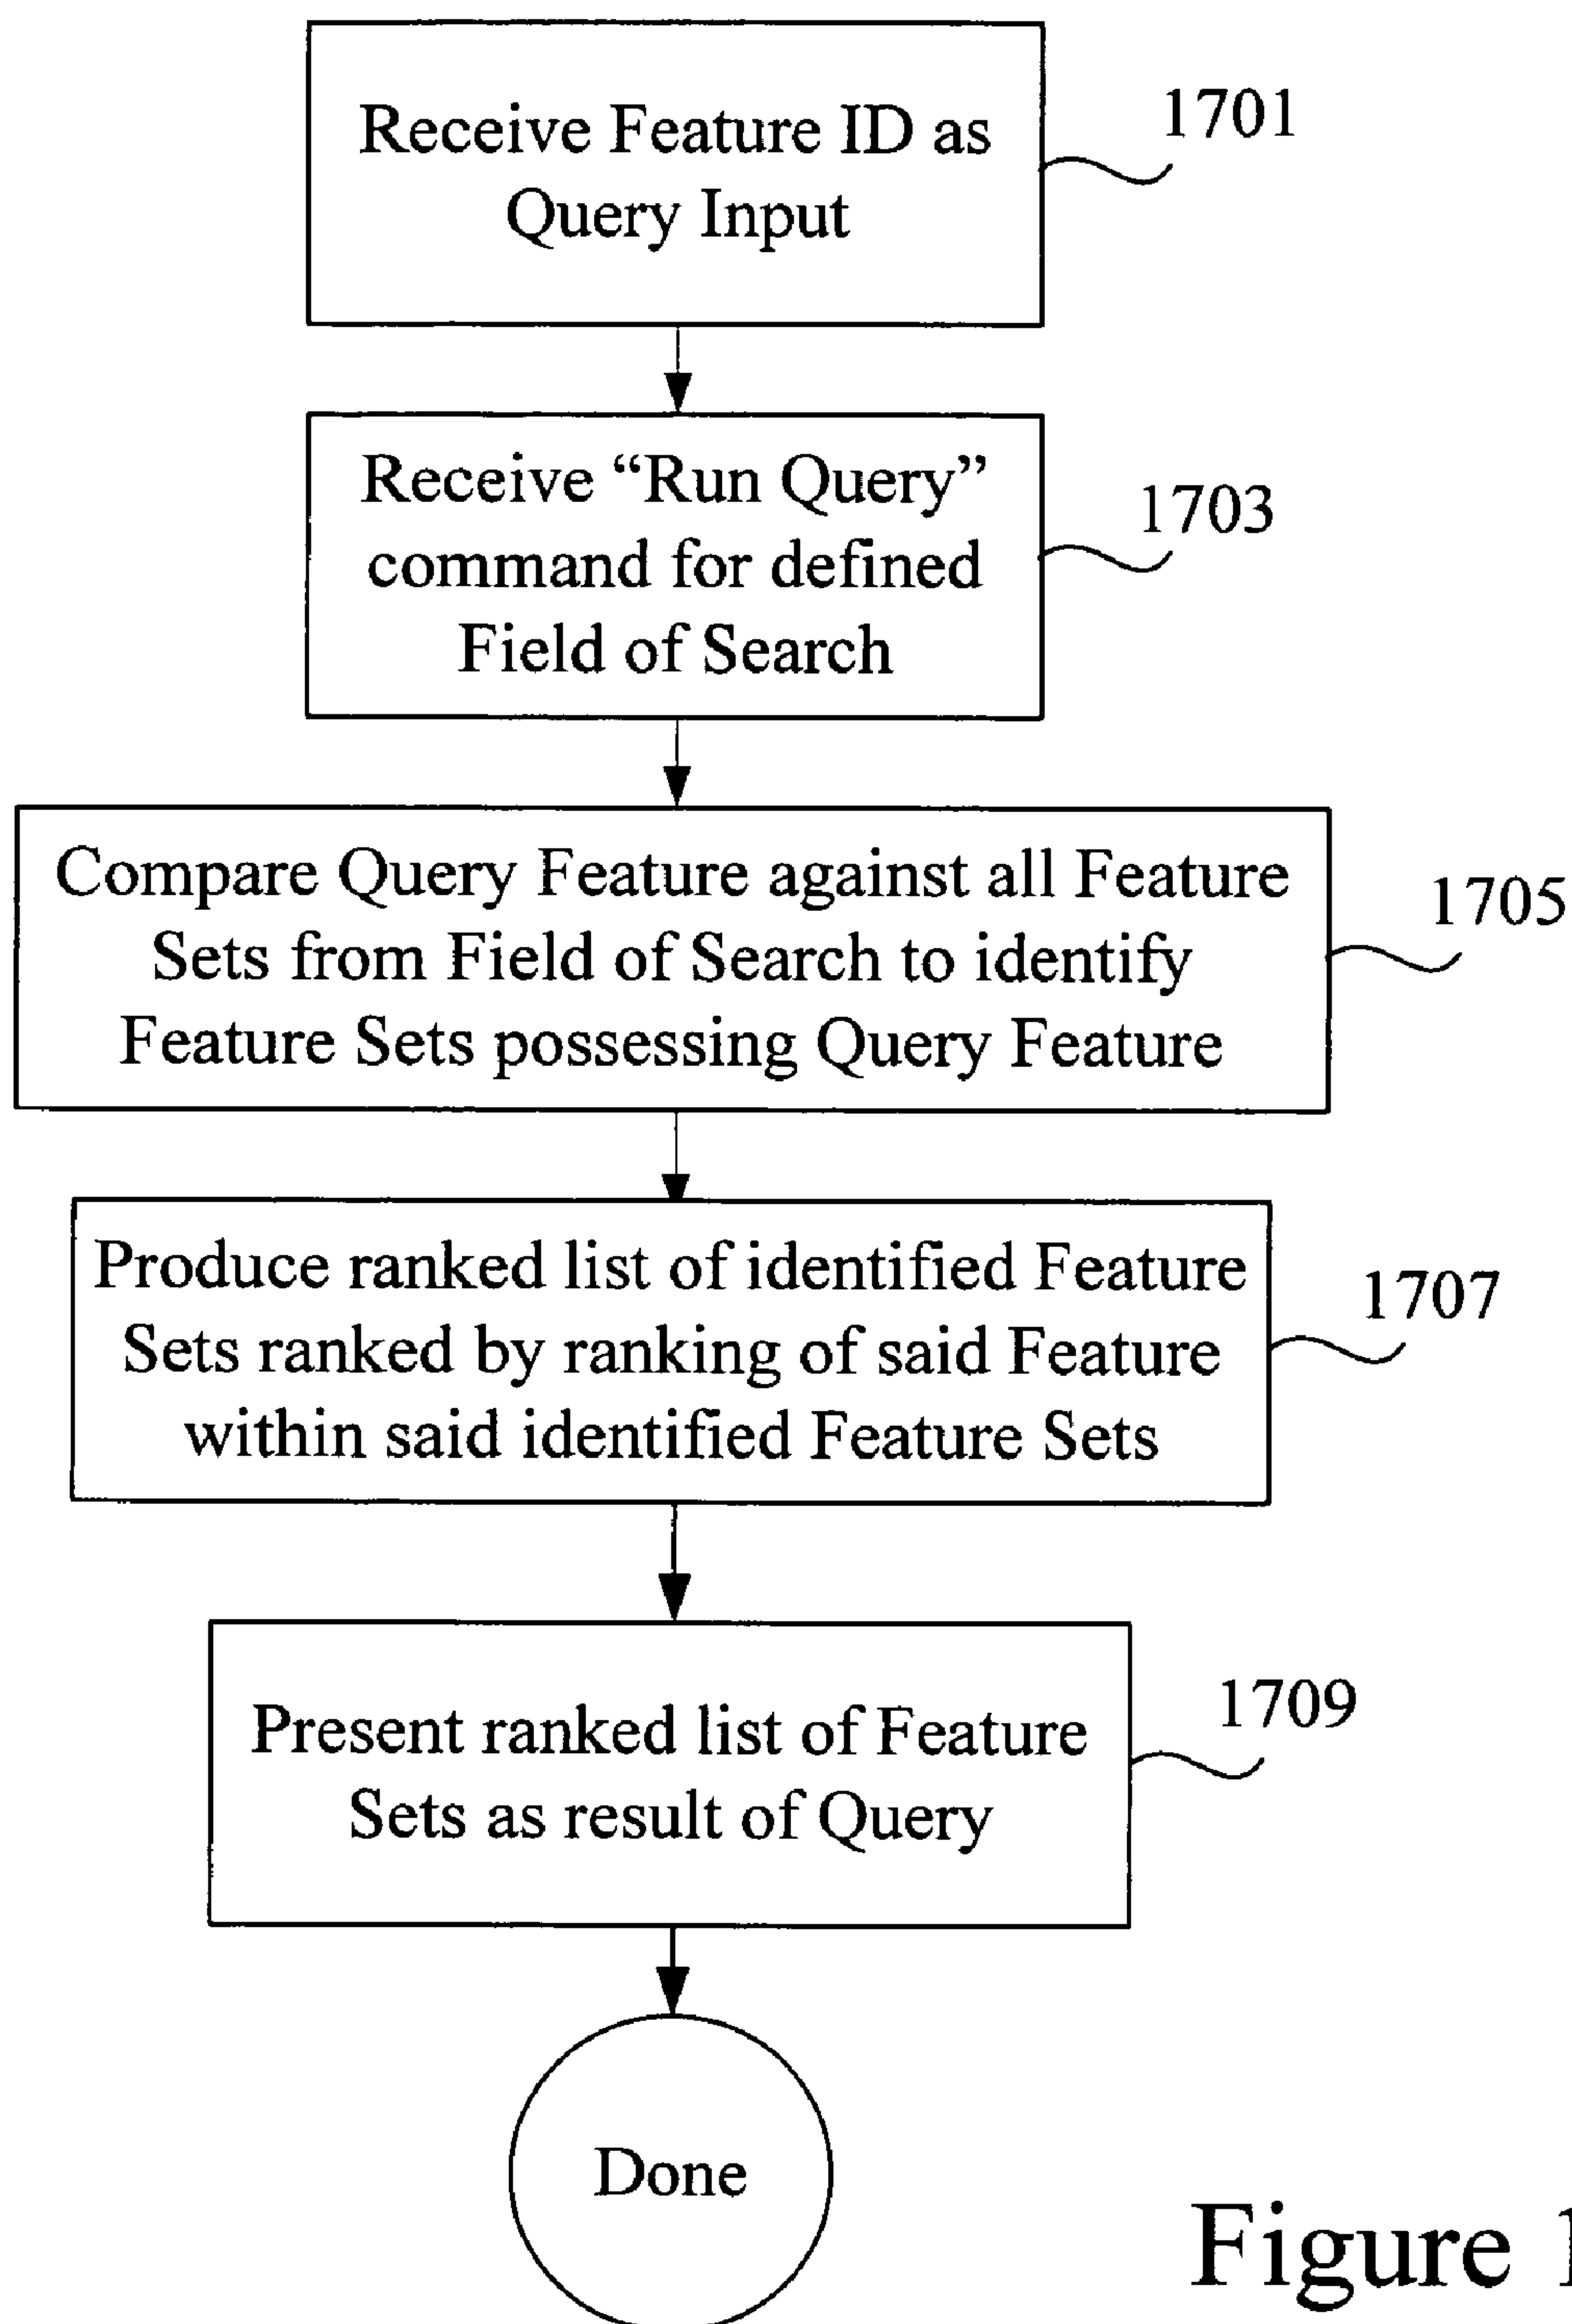 Receive Feature ID as
Query Input
1701
Receive “Run Query”
command for defined
Field of Search
1703
Compare Query Feature against all Feature
Sets from Field of Search to identify
Feature Sets possessing Query Feature
1705
Produce ranked list of identified Feature
Sets ranked by ranking of said Feature
within said identified Feature Sets
1707
Present ranked list of Feature
Sets as result of Query
1709
Done
Figure